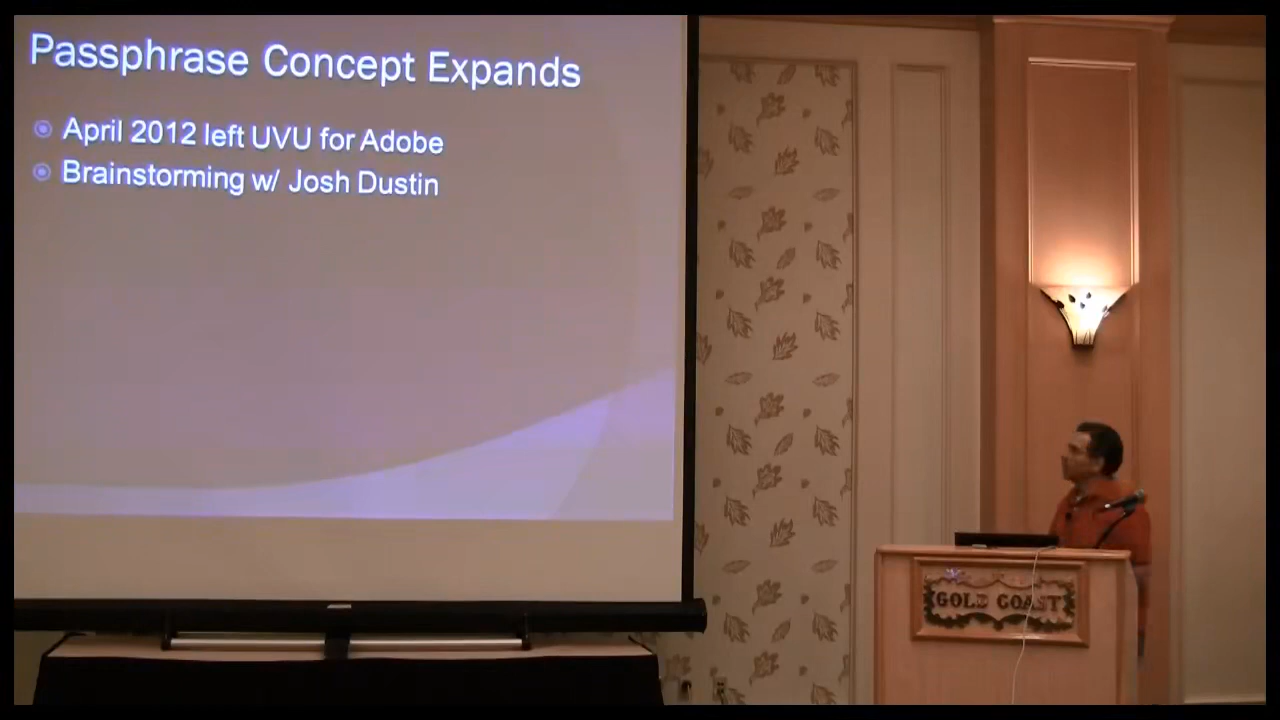 Passphrase Concept Expands
April 2012 left UVU for Adobe
Brainstorming w/ Josh Dustin
GOLD COAST